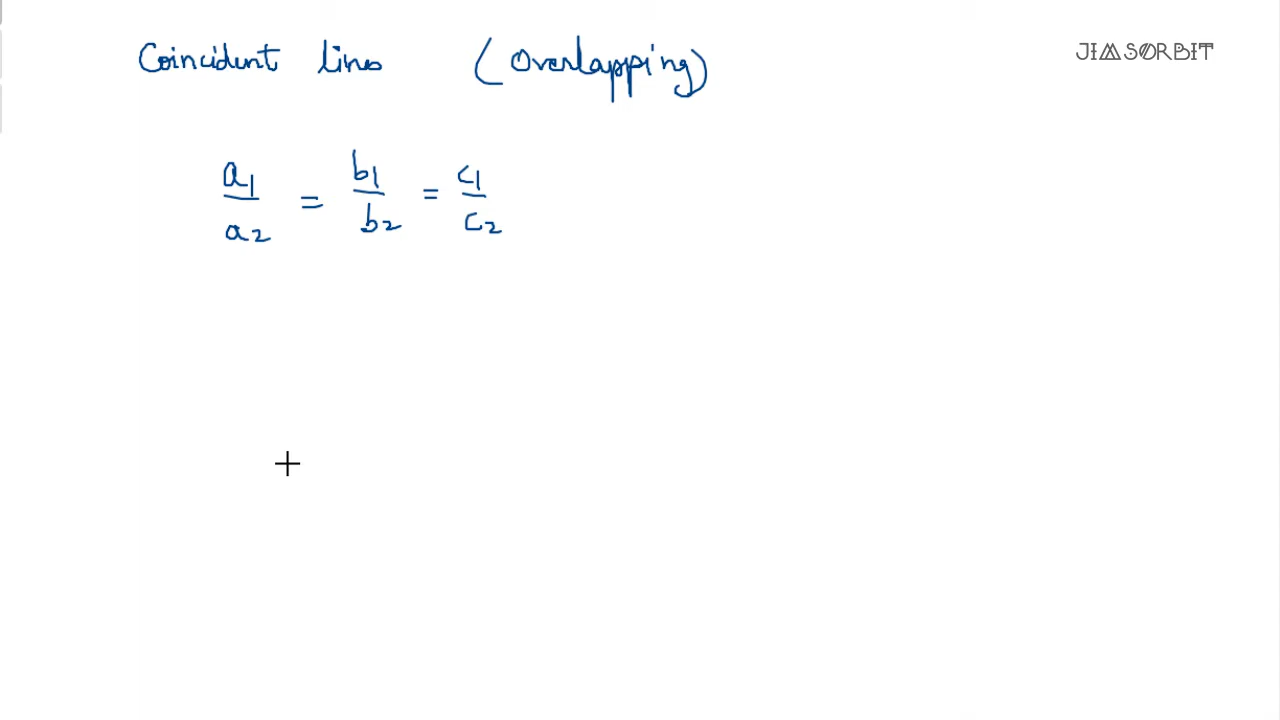 Coincident lines (Overlapping)
JIMSORBIT
a1/a2 = b1/b2 = c1/c2